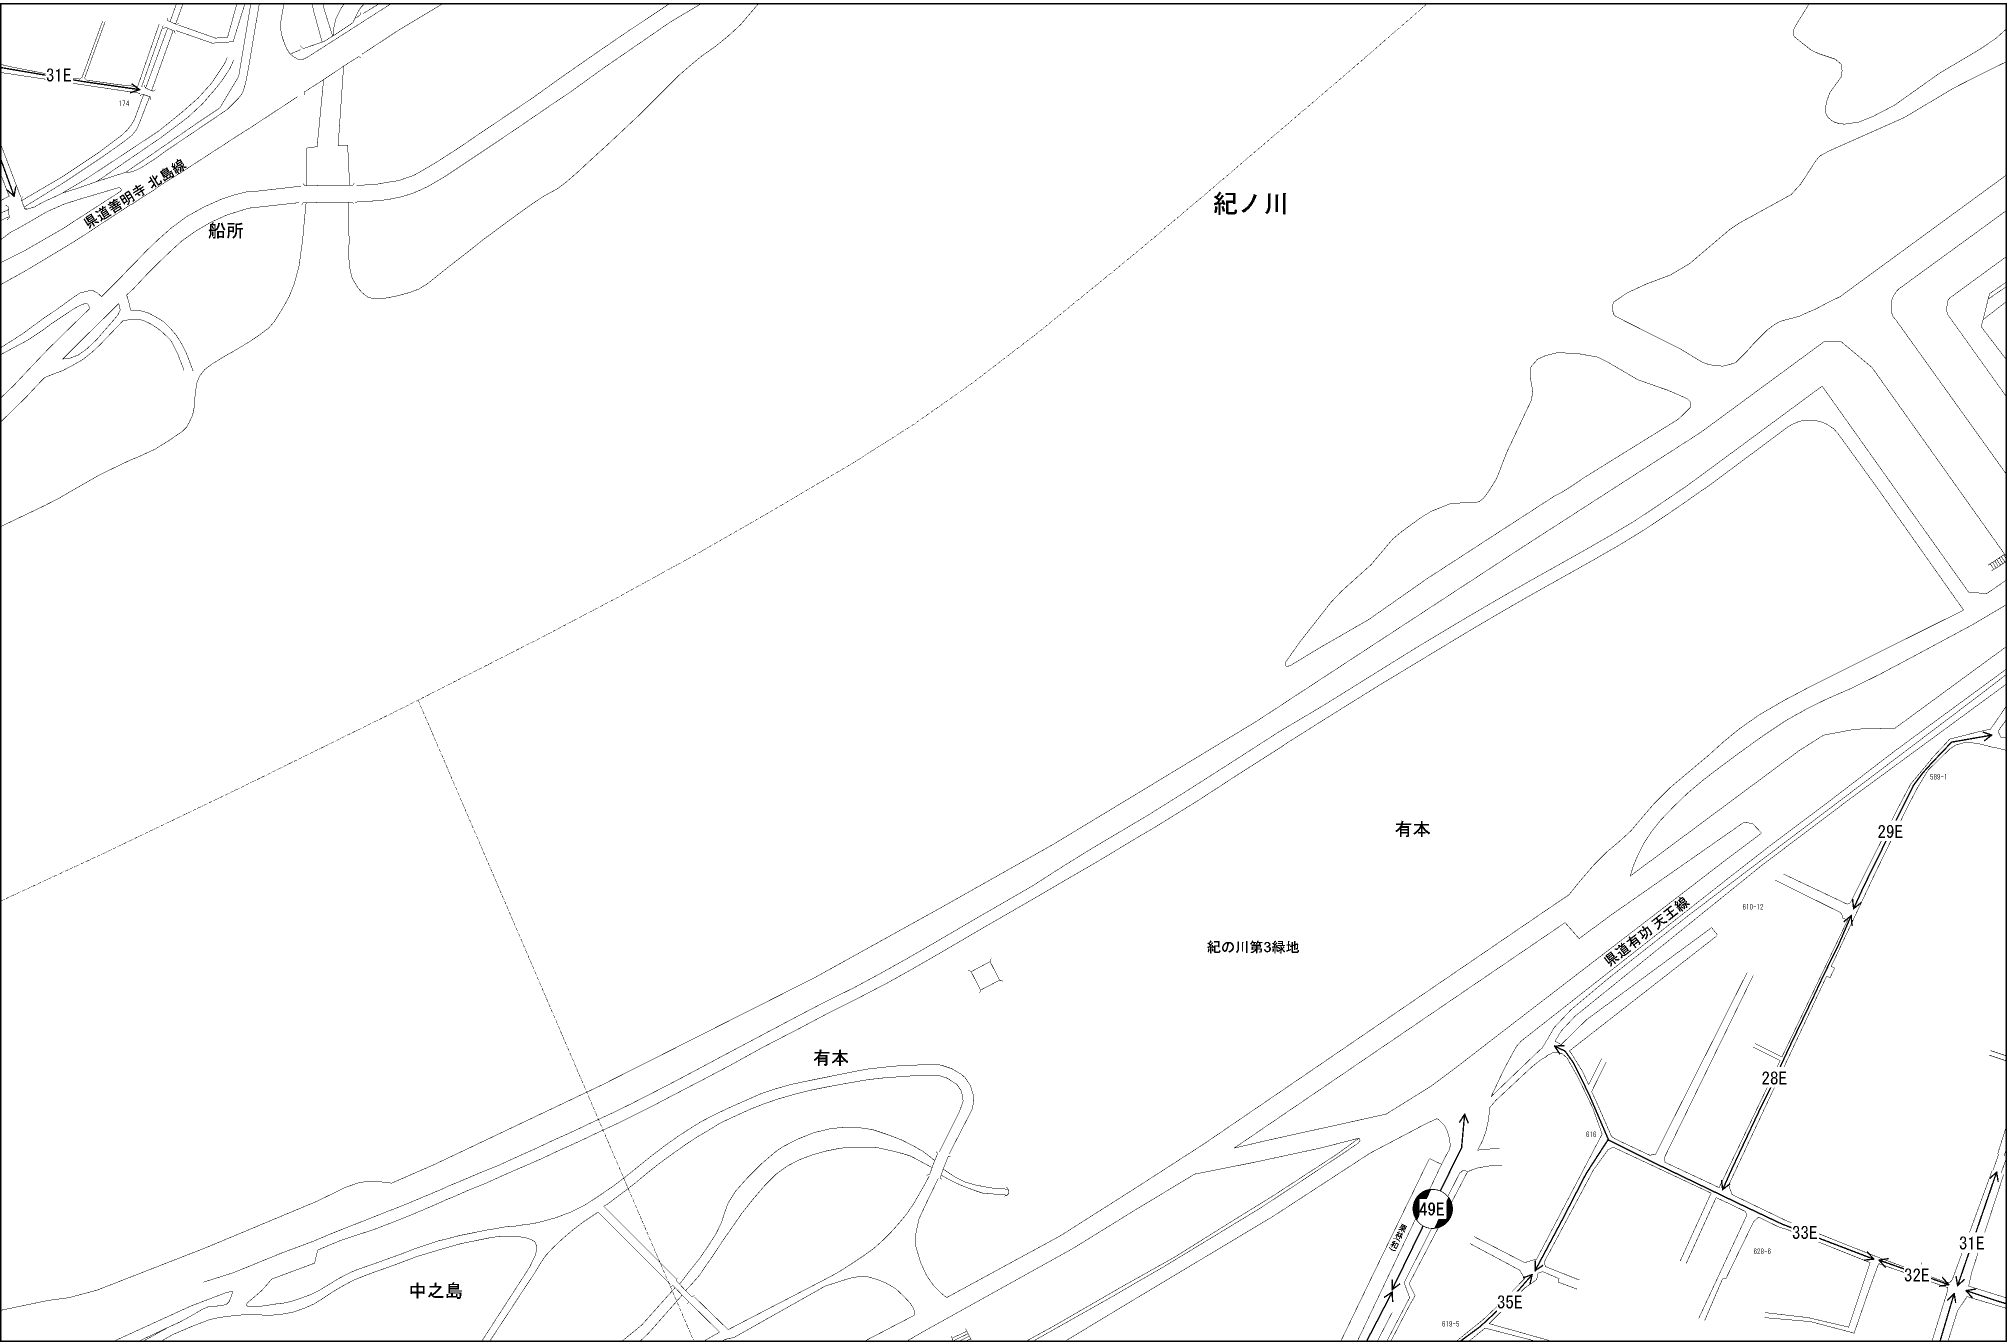 31E
174
県道善明寺 北島線
船所
紀ノ川
589-1
29E
有本
610-12
県道有功 天王線
紀の川第3緑地
有本
28E
616
49E
33E
31E
628-6
32E
中之島
35E
619-5